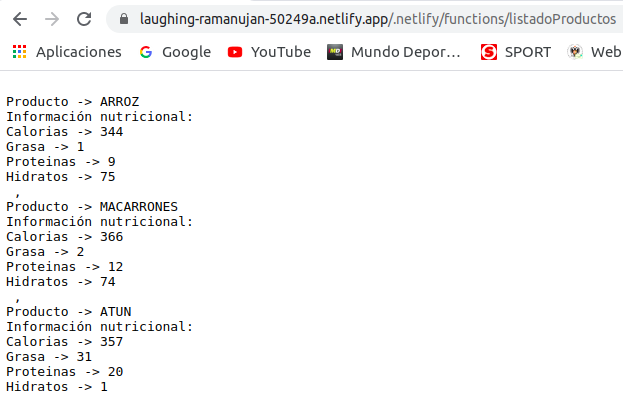 laughing-ramanujan-50249a.netlify.app/.netlify/functions/listadoProductos
Aplicaciones Google YouTube MD Mundo Depor… S SPORT Web
Producto -> ARROZ
Información nutricional:
Calorias -> 344
Grasa -> 1
Proteinas -> 9
Hidratos -> 75
,
Producto -> MACARRONES
Información nutricional:
Calorias -> 366
Grasa -> 2
Proteinas -> 12
Hidratos -> 74
,
Producto -> ATUN
Información nutricional:
Calorias -> 357
Grasa -> 31
Proteinas -> 20
Hidratos -> 1